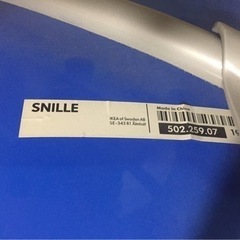 SNILLE
IKEA of Sweden AB
SE-343 81 Älmhult
Made in China
502.259.07